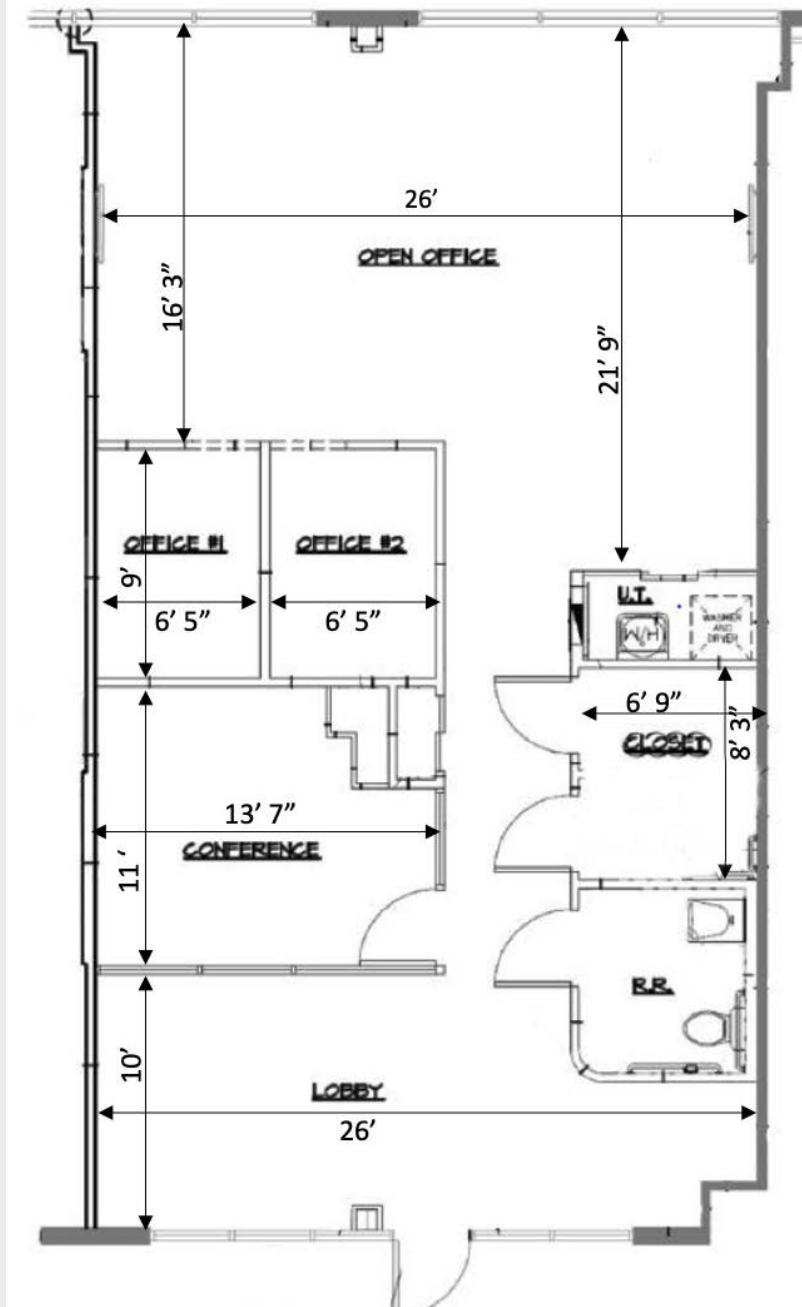 26’
OPEN OFFICE
16’ 3”
21’ 9”
OFFICE #1
OFFICE #2
9’
6’ 5”
6’ 5”
U.T.
W/H
WASHER
AND
DRYER
6’ 9”
8’ 3”
CLOSET
13’ 7”
CONFERENCE
11’
R.R.
10’
LOBBY
26’